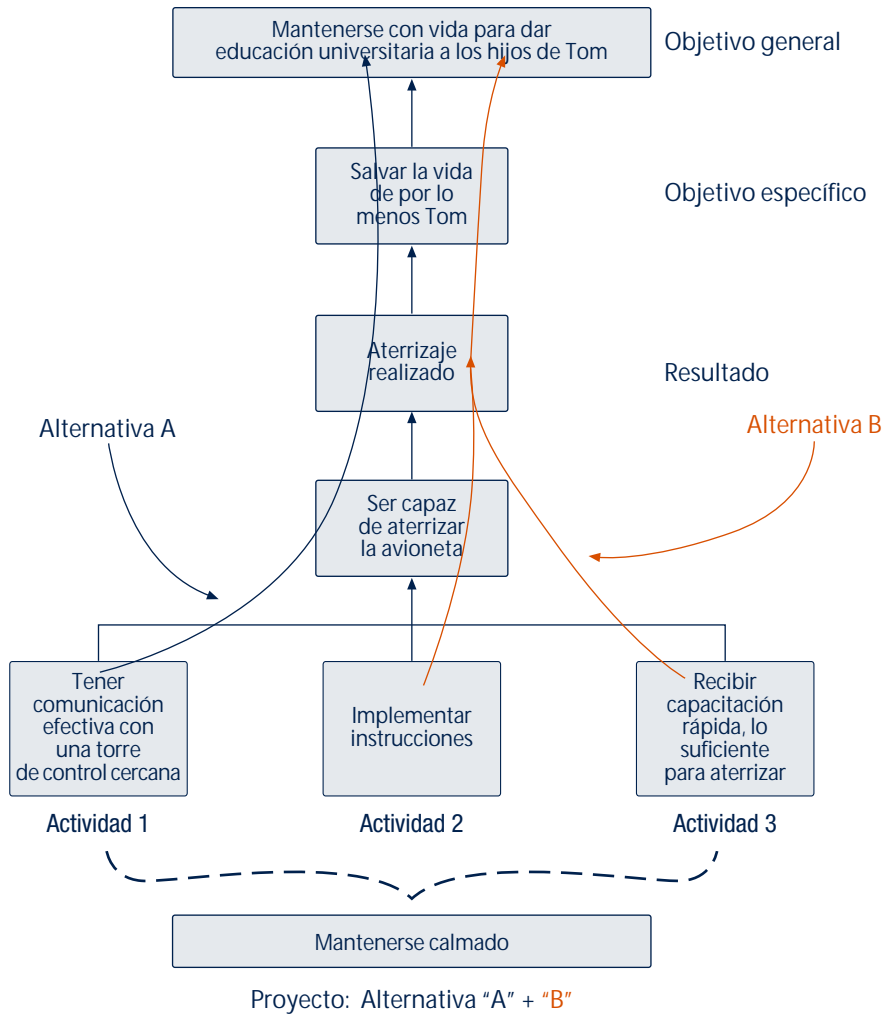 Mantenerse con vida para dar
educación universitaria a los hijos de Tom
Objetivo general
Salvar la vida
de por lo
menos Tom
Objetivo específico
Aterrizaje
realizado
Resultado
Alternativa A
Alternativa B
Ser capaz
de aterrizar
la avioneta
Tener
comunicación
efectiva con
una torre
de control cercana
Implementar
instrucciones
Recibir
capacitación
rápida, lo
suficiente
para aterrizar
Actividad 1
Actividad 2
Actividad 3
Mantenerse calmado
Proyecto: Alternativa “A” + “B”